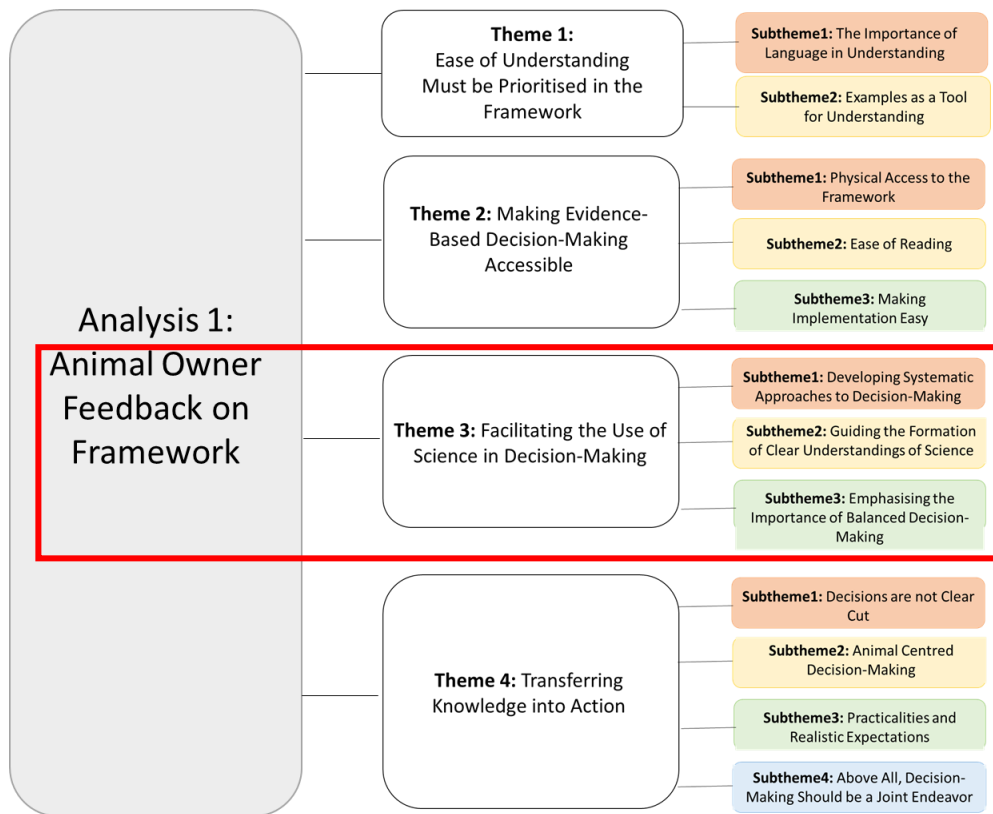 Analysis 1:
Animal Owner
Feedback on
Framework
Theme 1:
Ease of Understanding
Must be Prioritised in the
Framework
Subtheme1: The Importance of
Language in Understanding
Subtheme2: Examples as a Tool
for Understanding
Theme 2: Making Evidence-
Based Decision-Making
Accessible
Subtheme1: Physical Access to the
Framework
Subtheme2: Ease of Reading
Subtheme3: Making
Implementation Easy
Theme 3: Facilitating the Use of
Science in Decision-Making
Subtheme1: Developing Systematic
Approaches to Decision-Making
Subtheme2: Guiding the Formation
of Clear Understandings of Science
Subtheme3: Emphasising the
Importance of Balanced Decision-
Making
Theme 4: Transferring
Knowledge into Action
Subtheme1: Decisions are not Clear
Cut
Subtheme2: Animal Centred
Decision-Making
Subtheme3: Practicalities and
Realistic Expectations
Subtheme4: Above All, Decision-
Making Should be a Joint Endeavor